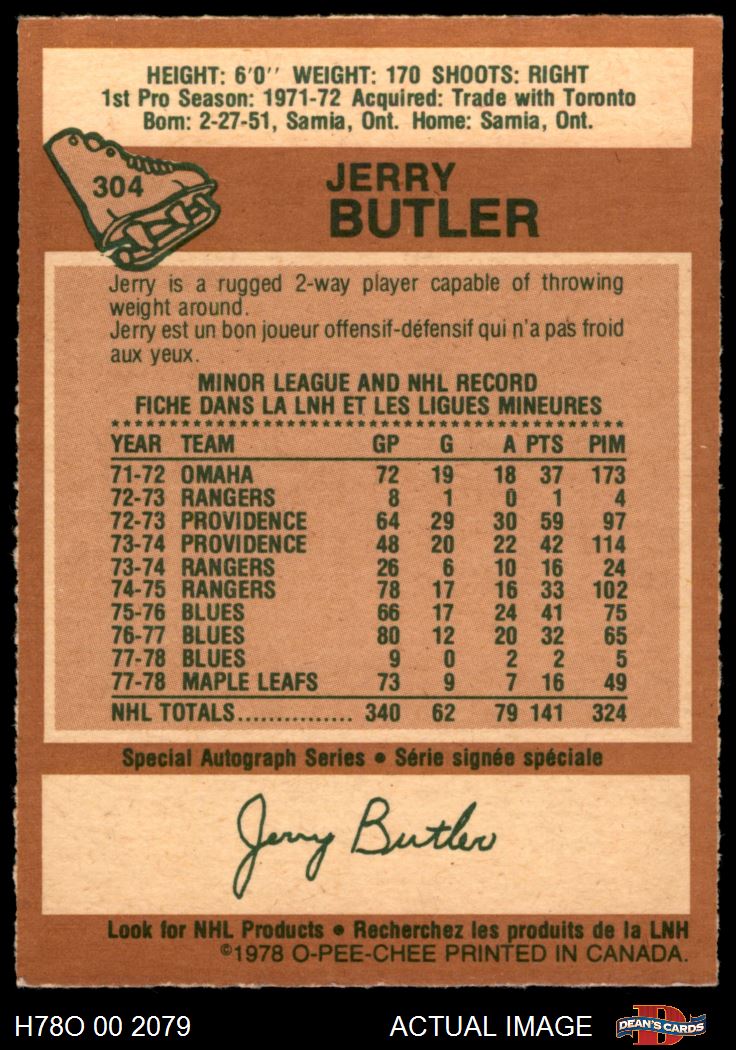 HEIGHT: 6'0'' WEIGHT: 170 SHOOTS: RIGHT
1st Pro Season: 1971-72 Acquired: Trade with Toronto
Born: 2-27-51, Sarnia, Ont. Home: Sarnia, Ont.
304
JERRY
BUTLER
Jerry is a rugged 2-way player capable of throwing
weight around.
Jerry est un bon joueur offensif-défensif qui n'a pas froid
aux yeux.
MINOR LEAGUE AND NHL RECORD
FICHE DANS LA LNH ET LES LIGUES MINEURES
YEAR TEAM GP G A PTS PIM
71-72 OMAHA 72 19 18 37 173
72-73 RANGERS 8 1 0 1 4
72-73 PROVIDENCE 64 29 30 59 97
73-74 PROVIDENCE 48 20 22 42 114
73-74 RANGERS 26 6 10 16 24
74-75 RANGERS 78 17 16 33 102
75-76 BLUES 66 17 24 41 75
76-77 BLUES 80 12 20 32 65
77-78 BLUES 9 0 2 2 5
77-78 MAPLE LEAFS 73 9 7 16 49
NHL TOTALS............... 340 62 79 141 324
Special Autograph Series • Série signée spéciale
Jerry Butler
Look for NHL Products • Recherchez les produits de la LNH
©1978 O-PEE-CHEE PRINTED IN CANADA.
H78O 00 2079 ACTUAL IMAGE D DEAN'S CARDS